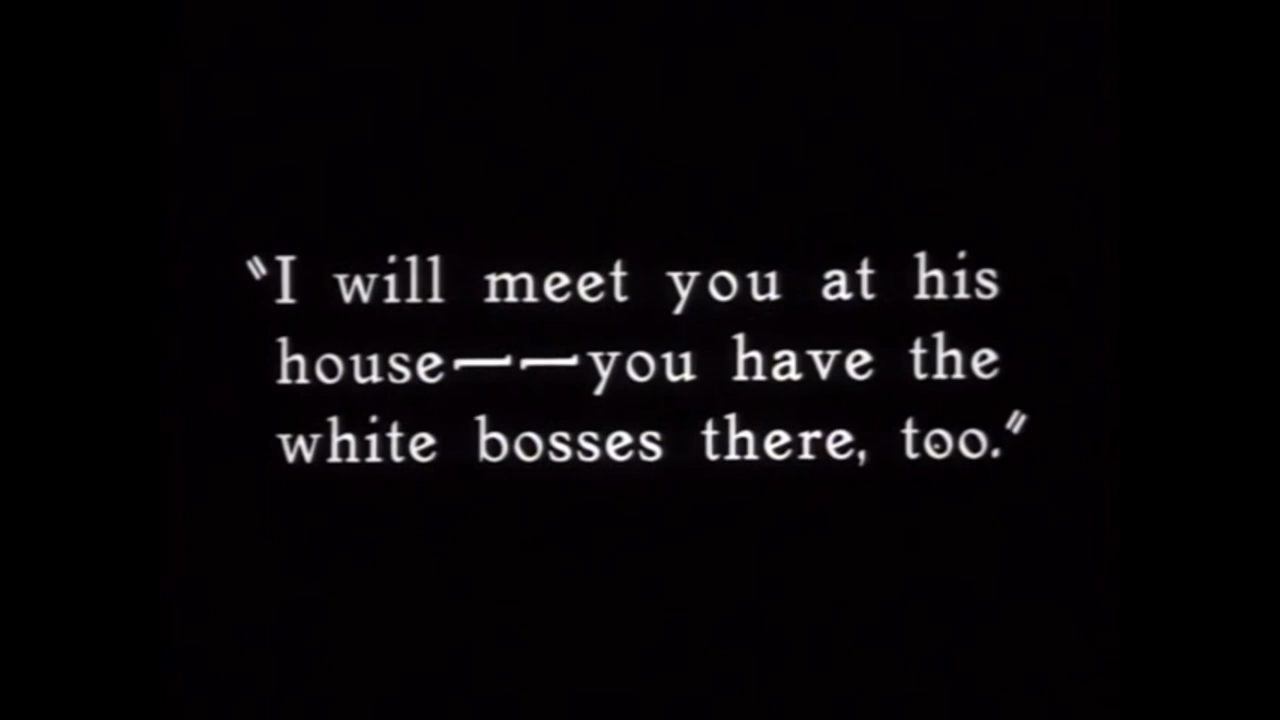 "I will meet you at his
house——you have the
white bosses there, too."